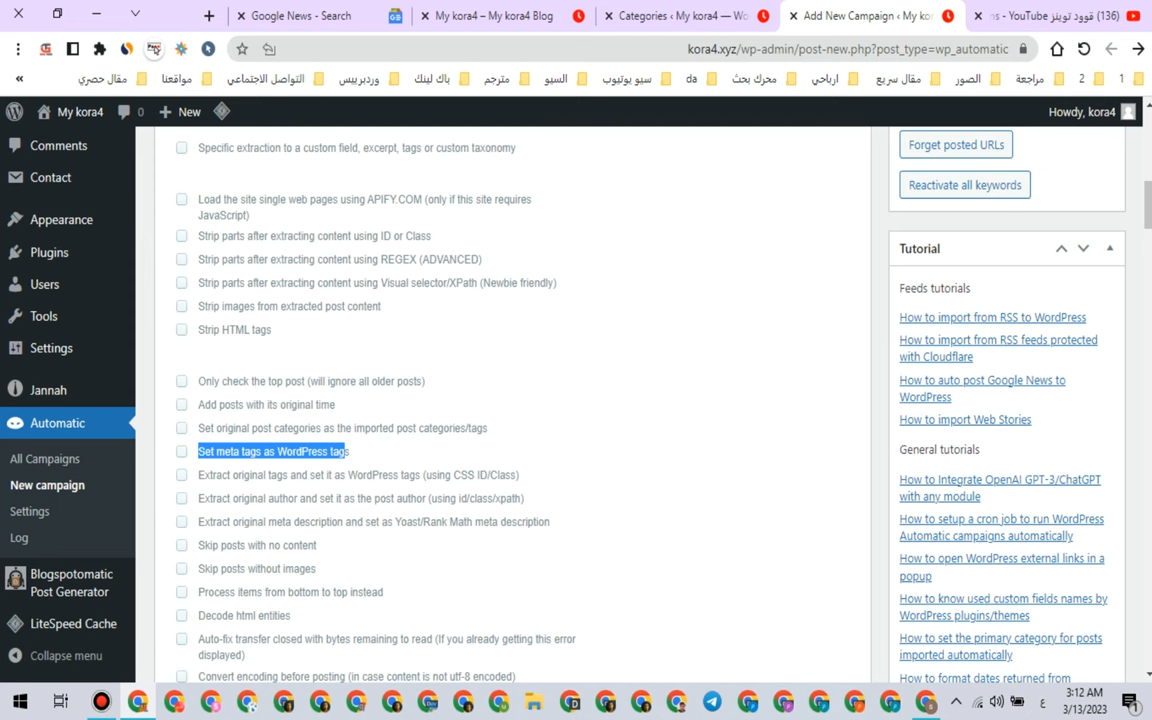 Google News - Search
My kora4 – My kora4 Blog
Categories ‹ My kora4 — Wo
Add New Campaign ‹ My ko
(136) قوود توينز - YouTube
kora4.xyz/wp-admin/post-new.php?post_type=wp_automatic
«
مقال حصري
مواقعنا
التواصل الاجتماعي
وردبرييس
باك لينك
مترجم
السيو
سيو يوتيوب
da
محرك بحث
ارباحي
مقال سريع
الصور
مراجعة
2
1
My kora4
0
New
Howdy, kora4
Comments
Contact
Appearance
Plugins
Users
Tools
Settings
Jannah
Automatic
All Campaigns
New campaign
Settings
Log
Blogspotomatic
Post Generator
LiteSpeed Cache
Collapse menu
Specific extraction to a custom field, excerpt, tags or custom taxonomy
Load the site single web pages using APIFY.COM (only if this site requires
JavaScript)
Strip parts after extracting content using ID or Class
Strip parts after extracting content using REGEX (ADVANCED)
Strip parts after extracting content using Visual selector/XPath (Newbie friendly)
Strip images from extracted post content
Strip HTML tags
Only check the top post (will ignore all older posts)
Add posts with its original time
Set original post categories as the imported post categories/tags
Set meta tags as WordPress tags
Extract original tags and set it as WordPress tags (using CSS ID/Class)
Extract original author and set it as the post author (using id/class/xpath)
Extract original meta description and set as Yoast/Rank Math meta description
Skip posts with no content
Skip posts without images
Process items from bottom to top instead
Decode html entities
Auto-fix transfer closed with bytes remaining to read (If you already getting this error
displayed)
Convert encoding before posting (in case content is not utf-8 encoded)
Forget posted URLs
Reactivate all keywords
Tutorial
Feeds tutorials
How to import from RSS to WordPress
How to import from RSS feeds protected
with Cloudflare
How to auto post Google News to
WordPress
How to import Web Stories
General tutorials
How to Integrate OpenAI GPT-3/ChatGPT
with any module
How to setup a cron job to run WordPress
Automatic campaigns automatically
How to open WordPress external links in a
popup
How to know used custom fields names by
WordPress plugins/themes
How to set the primary category for posts
imported automatically
How to format dates returned from
ع
3:12 AM
3/13/2023
1